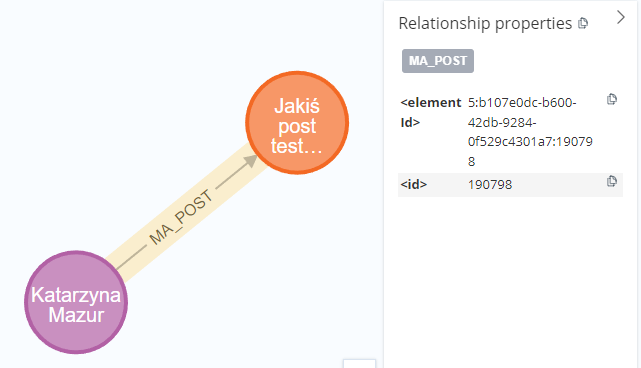 Jakiś
post
test...
MA_POST
Katarzyna
Mazur
Relationship properties
MA_POST
<element 5:b107e0dc-b600-
Id> 42db-9284-
0f529c4301a7:19079
8
<id> 190798